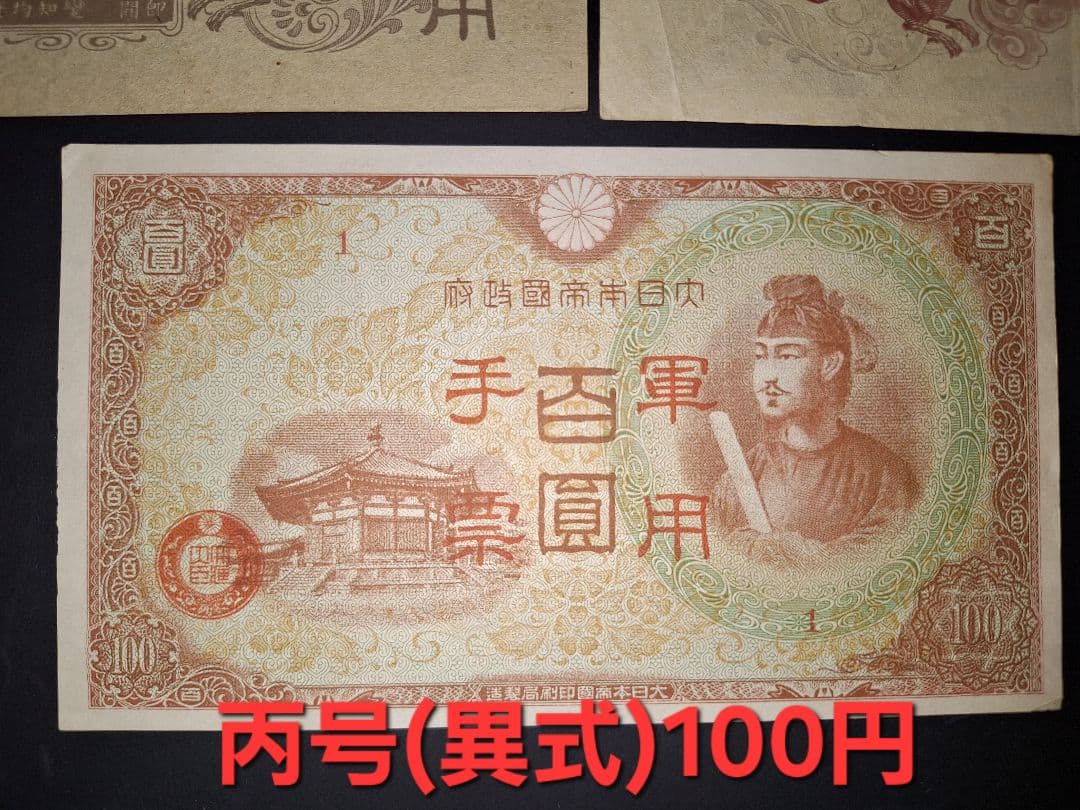 百圓
百
1
大日本帝國政府
軍用
百圓
手票
1
100
100
大日本帝國印刷局製造
丙号(異式)100円